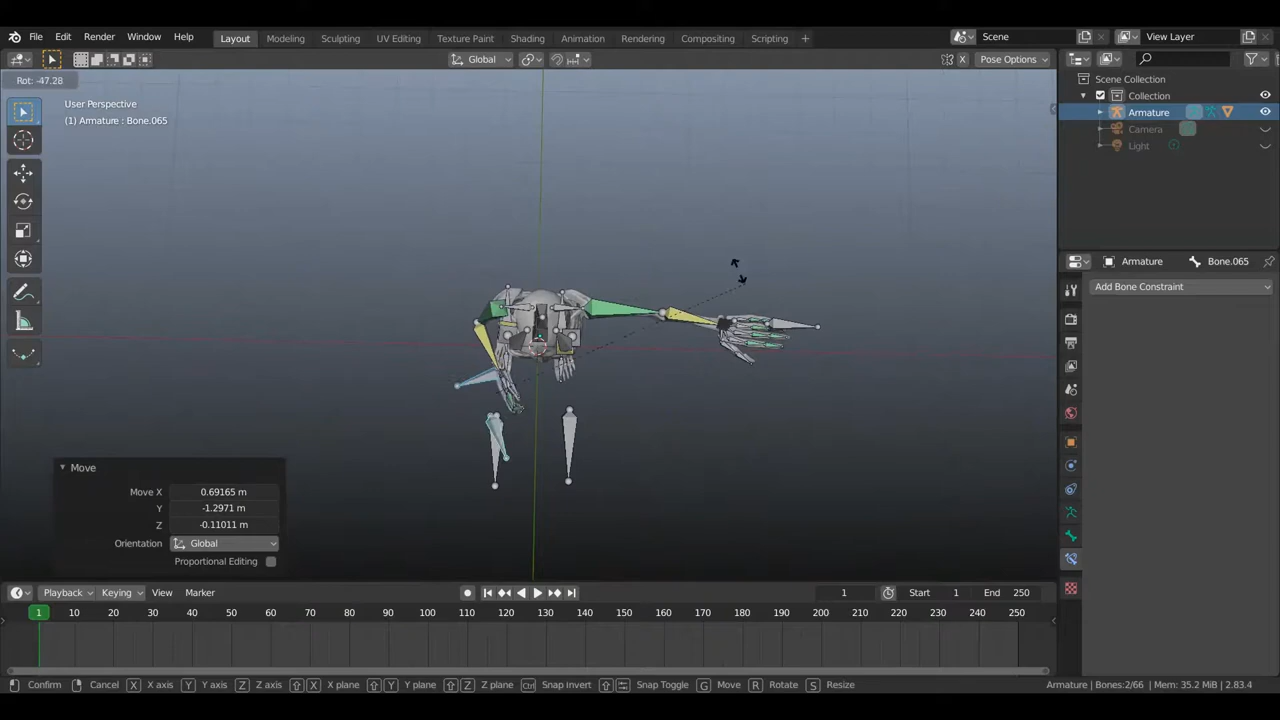 File Edit Render Window Help Layout Modeling Sculpting UV Editing Texture Paint Shading Animation Rendering Compositing Scripting + Scene View Layer
Global X Pose Options
Rot: -47.28
User Perspective
(1) Armature : Bone.065
Scene Collection
Collection
Armature
Camera
Light
Armature Bone.065
Add Bone Constraint
Move
Move X 0.69165 m
Y -1.2971 m
Z -0.11011 m
Orientation Global
Proportional Editing
Playback Keying View Marker 1 Start 1 End 250
1 10 20 30 40 50 60 70 80 90 100 110 120 130 140 150 160 170 180 190 200 210 220 230 240 250
Confirm Cancel X X axis Y Y axis Z Z axis X X plane Y Y plane Z Z plane Ctrl Snap Invert Snap Toggle G Move R Rotate S Resize Armature | Bones:2/66 | Mem: 35.2 MiB | 2.83.4